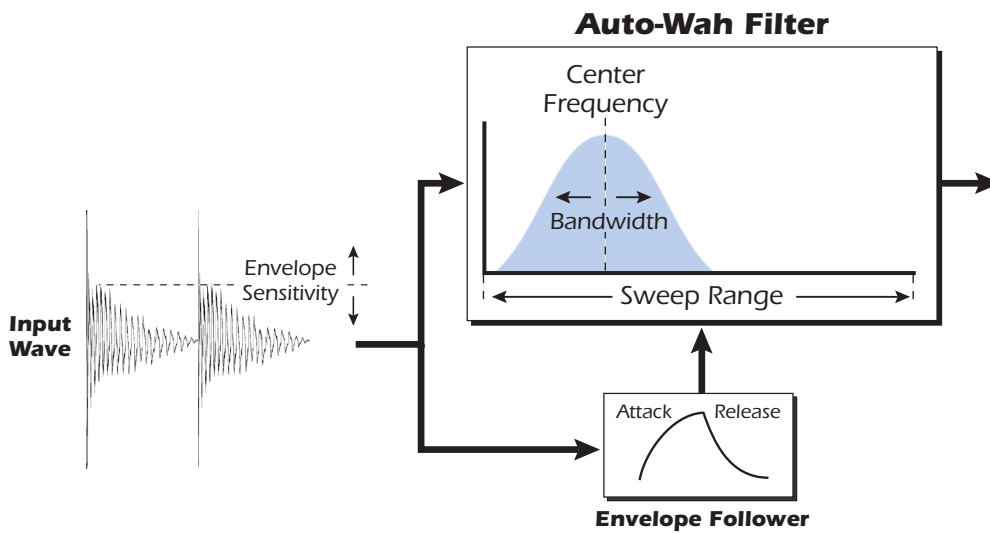 Auto-Wah Filter
Center
Frequency
Bandwidth
Sweep Range
Envelope
Sensitivity
Input
Wave
Attack Release
Envelope Follower